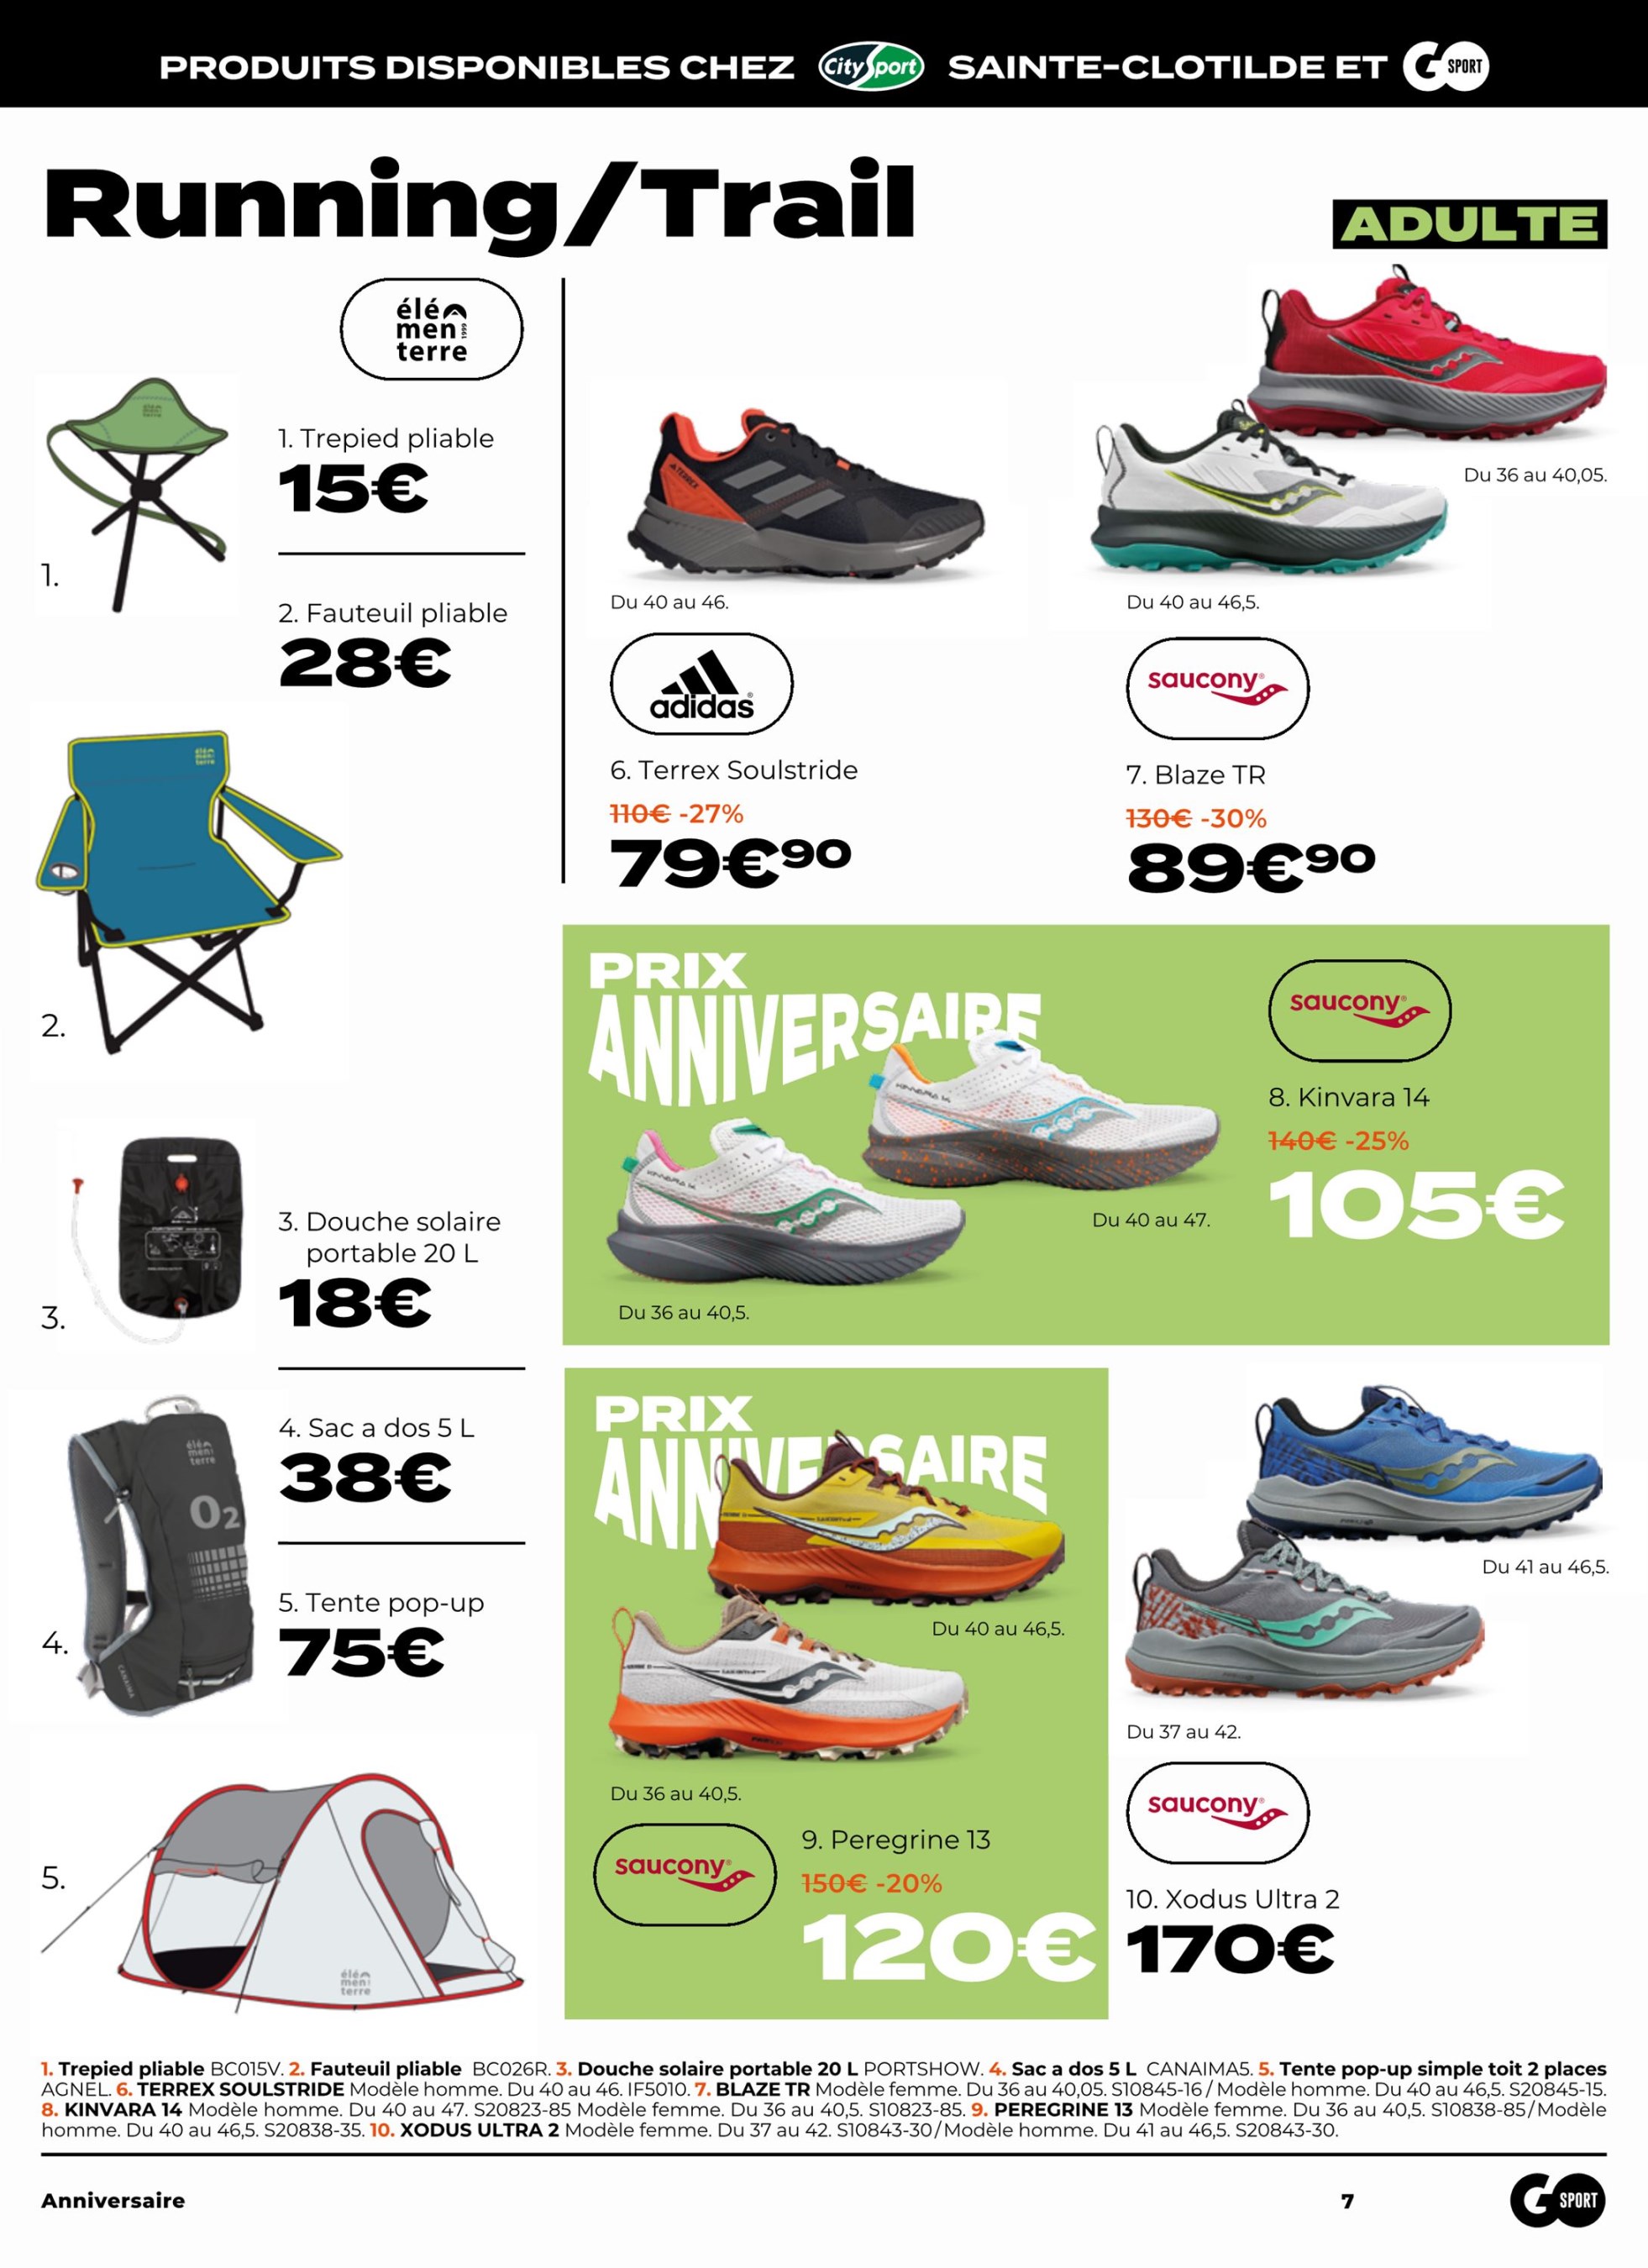 PRODUITS DISPONIBLES CHEZ City Sport SAINTE-CLOTILDE ET GO SPORT
Running/Trail
ADULTE
élé
men
terre
1999
1. Trepied pliable
15€
1.
2. Fauteuil pliable
28€
2.
3. Douche solaire
portable 20 L
18€
3.
4. Sac a dos 5 L
38€
élé
men
terre
O2
CANAIMA
4.
5. Tente pop-up
75€
5.
élé
men
terre
TERREX
Du 40 au 46.
adidas
6. Terrex Soulstride
110€ -27%
79€90
Du 36 au 40,05.
Du 40 au 46,5.
saucony
7. Blaze TR
130€ -30%
89€90
PRIX
ANNIVERSAIRE
KINVARA 14
KINVARA 14
Du 40 au 47.
Du 36 au 40,5.
saucony
8. Kinvara 14
140€ -25%
105€
PRIX
ANNIVERSAIRE
Du 40 au 46,5.
Du 36 au 40,5.
saucony
9. Peregrine 13
150€ -20%
120€
Du 41 au 46,5.
Du 37 au 42.
saucony
10. Xodus Ultra 2
170€
1. Trepied pliable BC015V. 2. Fauteuil pliable BC026R. 3. Douche solaire portable 20 L PORTSHOW. 4. Sac a dos 5 L CANAIMA5. 5. Tente pop-up simple toit 2 places
AGNEL. 6. TERREX SOULSTRIDE Modèle homme. Du 40 au 46. IF5010. 7. BLAZE TR Modèle femme. Du 36 au 40,05. S10845-16 / Modèle homme. Du 40 au 46,5. S20845-15.
8. KINVARA 14 Modèle homme. Du 40 au 47. S20823-85 Modèle femme. Du 36 au 40,5. S10823-85. 9. PEREGRINE 13 Modèle femme. Du 36 au 40,5. S10838-85/Modèle
homme. Du 40 au 46,5. S20838-35. 10. XODUS ULTRA 2 Modèle femme. Du 37 au 42. S10843-30/Modèle homme. Du 41 au 46,5. S20843-30.
Anniversaire
7
GO SPORT